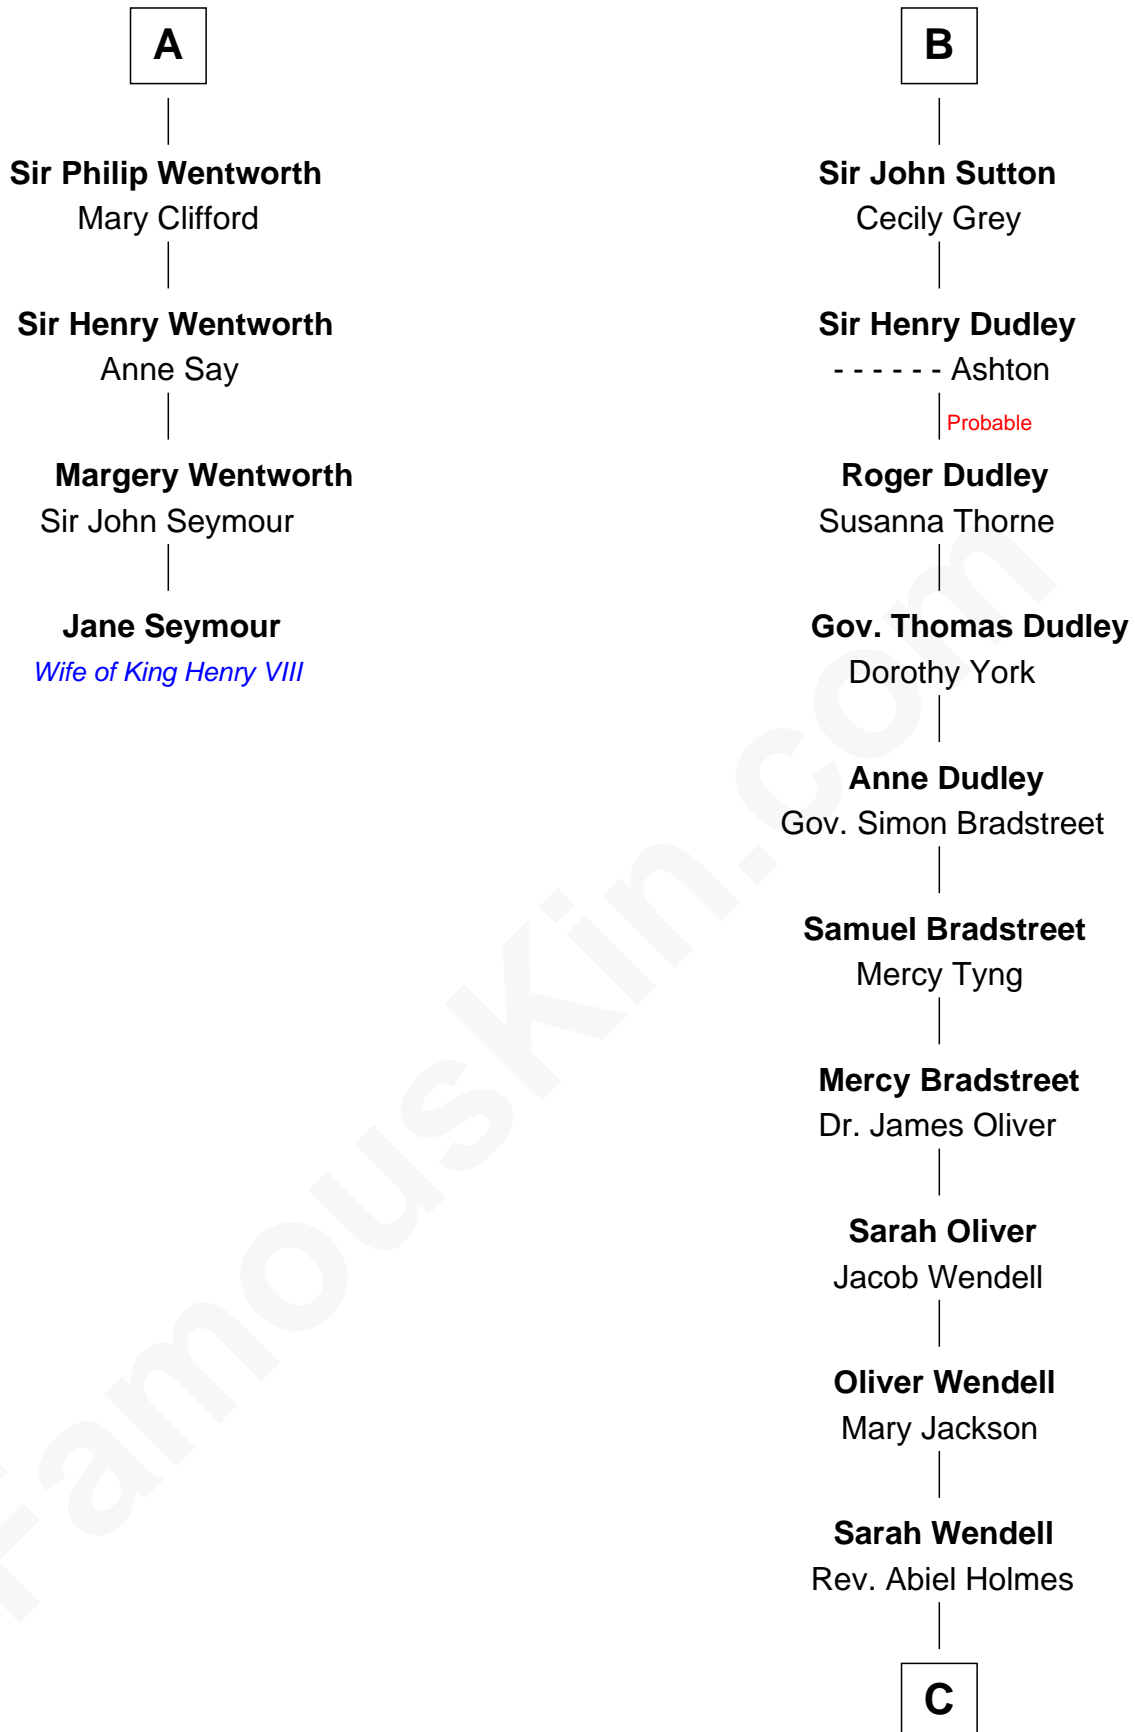 A
Sir Philip Wentworth
Mary Clifford
Sir Henry Wentworth
Anne Say
Margery Wentworth
Sir John Seymour
Jane Seymour
Wife of King Henry VIII
B
Sir John Sutton
Cecily Grey
Sir Henry Dudley
- - - - - - Ashton
Probable
Roger Dudley
Susanna Thorne
Gov. Thomas Dudley
Dorothy York
Anne Dudley
Gov. Simon Bradstreet
Samuel Bradstreet
Mercy Tyng
Mercy Bradstreet
Dr. James Oliver
Sarah Oliver
Jacob Wendell
Oliver Wendell
Mary Jackson
Sarah Wendell
Rev. Abiel Holmes
C
FamousKin.com